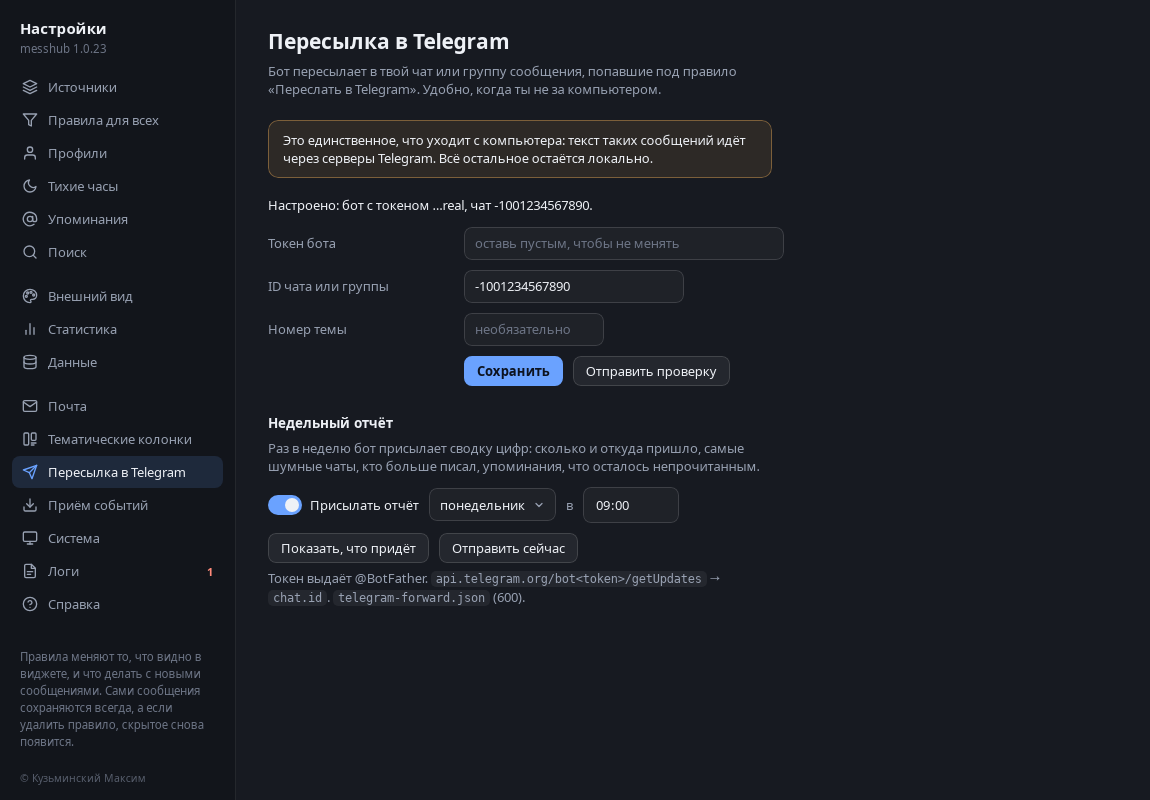 Настройки
messhub 1.0.23
Источники
Правила для всех
Профили
Тихие часы
Упоминания
Поиск
Внешний вид
Статистика
Данные
Почта
Тематические колонки
Пересылка в Telegram
Приём событий
Система
Логи 1
Справка
Правила меняют то, что видно в
виджете, и что делать с новыми
сообщениями. Сами сообщения
сохраняются всегда, а если
удалить правило, скрытое снова
появится.
© Кузьминский Максим
Пересылка в Telegram
Бот пересылает в твой чат или группу сообщения, попавшие под правило
«Переслать в Telegram». Удобно, когда ты не за компьютером.
Это единственное, что уходит с компьютера: текст таких сообщений идёт
через серверы Telegram. Всё остальное остаётся локально.
Настроено: бот с токеном …real, чат -1001234567890.
Токен бота оставь пустым, чтобы не менять
ID чата или группы -1001234567890
Номер темы необязательно
Сохранить Отправить проверку
Недельный отчёт
Раз в неделю бот присылает сводку цифр: сколько и откуда пришло, самые
шумные чаты, кто больше писал, упоминания, что осталось непрочитанным.
Присылать отчёт понедельник в 09:00
Показать, что придёт Отправить сейчас
Токен выдаёт @BotFather. api.telegram.org/bot<token>/getUpdates →
chat.id. telegram-forward.json (600).